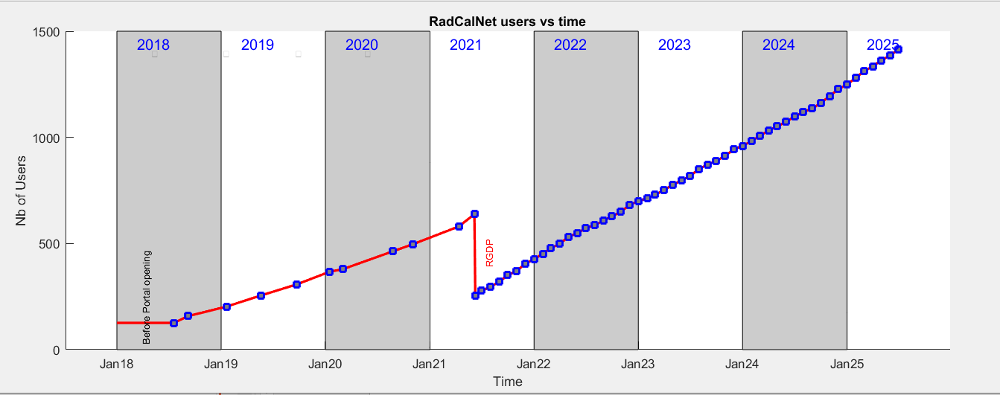 RadCalNet users vs time
1500
2018 2019 2020 2021 2022 2023 2024 2025
1000
Nb of Users
500
RGDP
Before Portal opening
0
Jan18 Jan19 Jan20 Jan21 Jan22 Jan23 Jan24 Jan25
Time